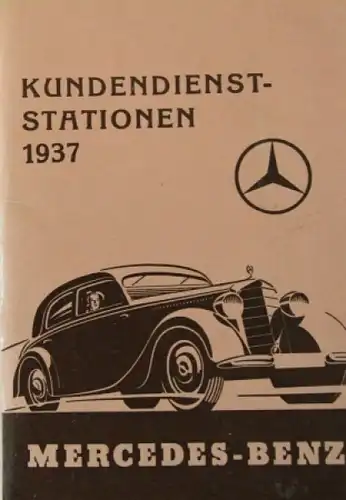 KUNDENDIENST-
STATIONEN
1937
MERCEDES-BENZ